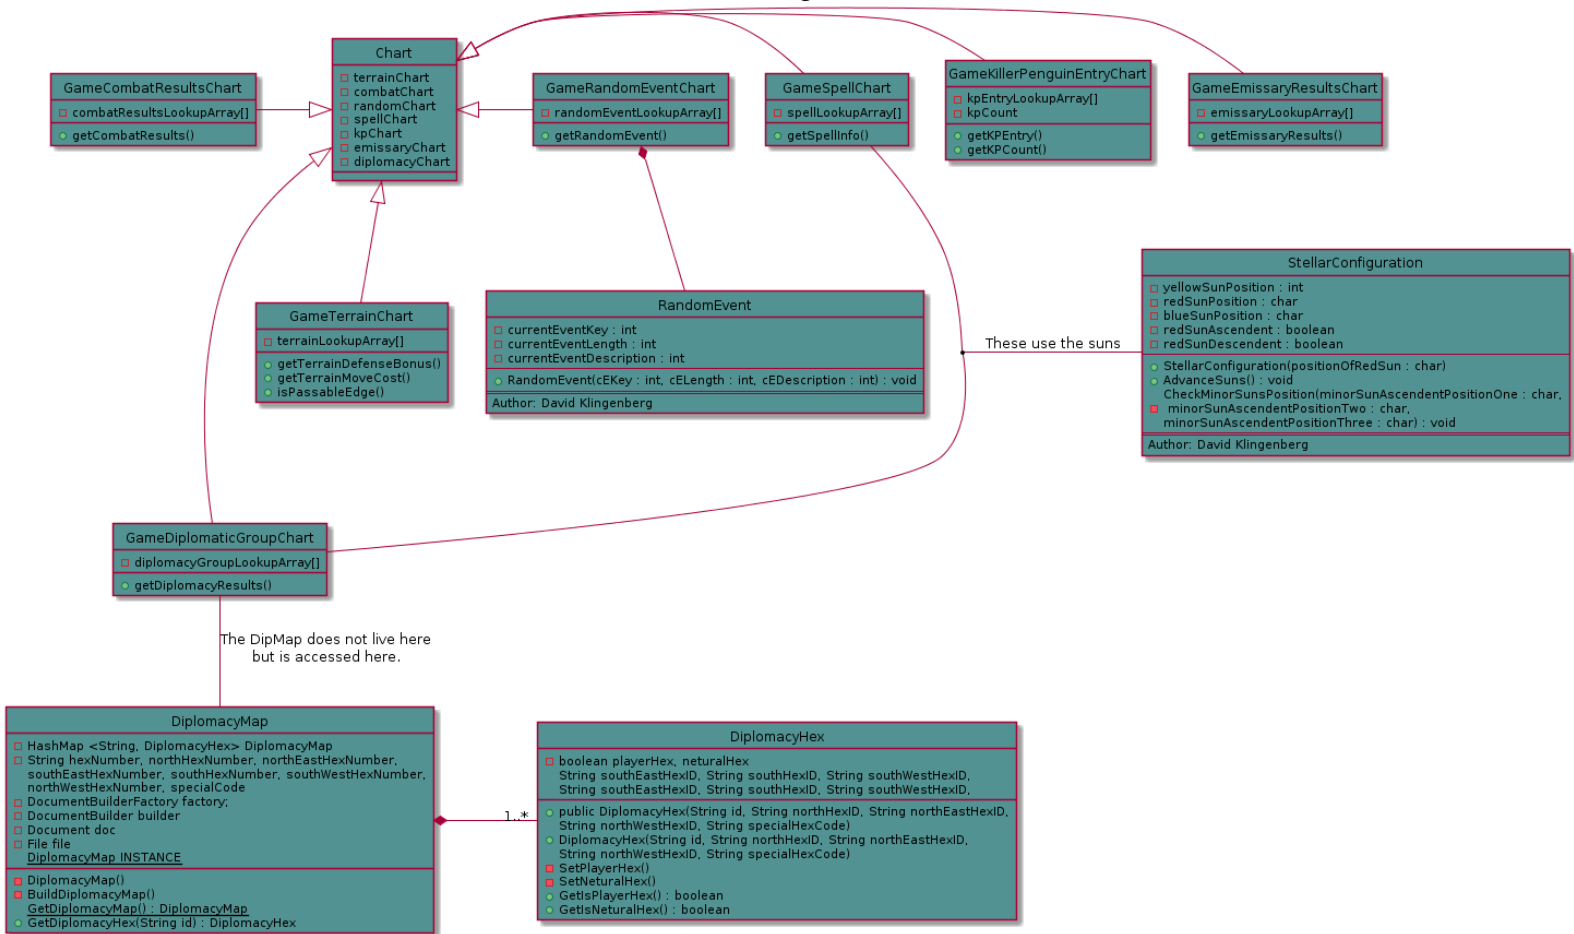 Chart
terrainChart
combatChart
randomChart
spellChart
kpChart
emissaryChart
diplomacyChart
GameCombatResultsChart
combatResultsLookupArray[]
getCombatResults()
GameRandomEventChart
randomEventLookupArray[]
getRandomEvent()
GameSpellChart
spellLookupArray[]
getSpellInfo()
GameKillerPenguinEntryChart
kpEntryLookupArray[]
kpCount
getKPEntry()
getKPCount()
GameEmissaryResultsChart
emissaryLookupArray[]
getEmissaryResults()
GameTerrainChart
terrainLookupArray[]
getTerrainDefenseBonus()
getTerrainMoveCost()
isPassableEdge()
RandomEvent
currentEventKey : int
currentEventLength : int
currentEventDescription : int
RandomEvent(cEKey : int, cELength : int, cEDescription : int) : void
Author: David Klingenberg
These use the suns
StellarConfiguration
yellowSunPosition : int
redSunPosition : char
blueSunPosition : char
redSunAscendent : boolean
redSunDescendent : boolean
StellarConfiguration(positionOfRedSun : char)
AdvanceSuns() : void
CheckMinorSunsPosition(minorSunAscendentPositionOne : char,
minorSunAscendentPositionTwo : char,
minorSunAscendentPositionThree : char) : void
Author: David Klingenberg
GameDiplomaticGroupChart
diplomacyGroupLookupArray[]
getDiplomacyResults()
The DipMap does not live here
but is accessed here.
DiplomacyMap
HashMap <String, DiplomacyHex> DiplomacyMap
String hexNumber, northHexNumber, northEastHexNumber,
southEastHexNumber, southHexNumber, southWestHexNumber,
northWestHexNumber, specialCode
DocumentBuilderFactory factory;
DocumentBuilder builder
Document doc
File file
DiplomacyMap INSTANCE
DiplomacyMap()
BuildDiplomacyMap()
GetDiplomacyMap() : DiplomacyMap
GetDiplomacyHex(String id) : DiplomacyHex
1..*
DiplomacyHex
boolean playerHex, neturalHex
String southEastHexID, String southHexID, String southWestHexID,
String southEastHexID, String southHexID, String southWestHexID,
public DiplomacyHex(String id, String northHexID, String northEastHexID,
String northWestHexID, String specialHexCode)
DiplomacyHex(String id, String northHexID, String northEastHexID,
String northWestHexID, String specialHexCode)
SetPlayerHex()
SetNeturalHex()
GetIsPlayerHex() : boolean
GetIsNeturalHex() : boolean